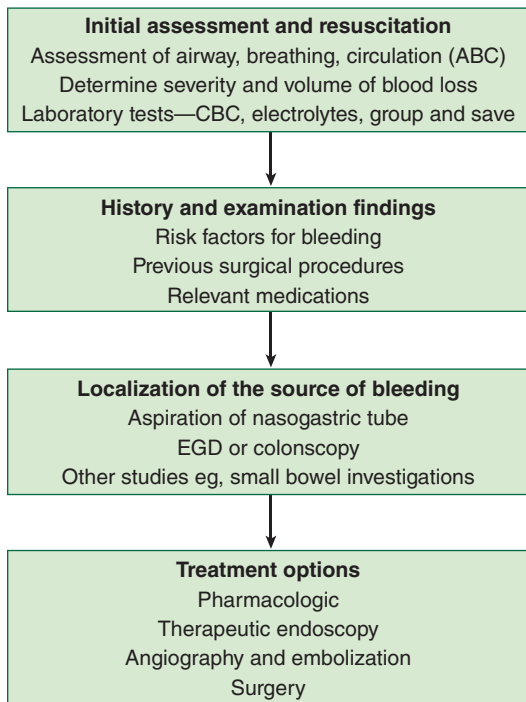 Initial assessment and resuscitation
Assessment of airway, breathing, circulation (ABC)
Determine severity and volume of blood loss
Laboratory tests—CBC, electrolytes, group and save
History and examination findings
Risk factors for bleeding
Previous surgical procedures
Relevant medications
Localization of the source of bleeding
Aspiration of nasogastric tube
EGD or colonscopy
Other studies eg, small bowel investigations
Treatment options
Pharmacologic
Therapeutic endoscopy
Angiography and embolization
Surgery